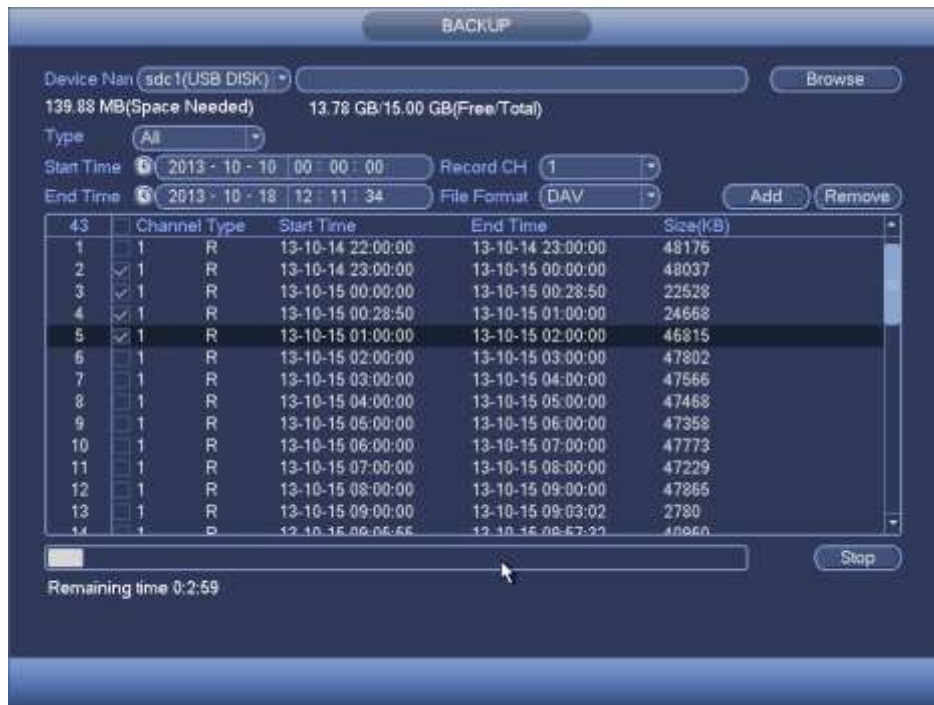 BACKUP
Device Nan sdc1(USB DISK) Browse
139.88 MB(Space Needed) 13.78 GB/15.00 GB(Free/Total)
Type All
Start Time 2013 - 10 - 10 00 : 00 : 00 Record CH 1
End Time 2013 - 10 - 18 12 : 11 : 34 File Format DAV Add Remove
43 Channel Type Start Time End Time Size(KB)
1 1 R 13-10-14 22:00:00 13-10-14 23:00:00 48176
2 1 R 13-10-14 23:00:00 13-10-15 00:00:00 48037
3 1 R 13-10-15 00:00:00 13-10-15 00:28:50 22528
4 1 R 13-10-15 00:28:50 13-10-15 01:00:00 24668
5 1 R 13-10-15 01:00:00 13-10-15 02:00:00 46815
6 1 R 13-10-15 02:00:00 13-10-15 03:00:00 47802
7 1 R 13-10-15 03:00:00 13-10-15 04:00:00 47566
8 1 R 13-10-15 04:00:00 13-10-15 05:00:00 47468
9 1 R 13-10-15 05:00:00 13-10-15 06:00:00 47358
10 1 R 13-10-15 06:00:00 13-10-15 07:00:00 47773
11 1 R 13-10-15 07:00:00 13-10-15 08:00:00 47229
12 1 R 13-10-15 08:00:00 13-10-15 09:00:00 47865
13 1 R 13-10-15 09:00:00 13-10-15 09:03:02 2780
14 1 R
Stop
Remaining time 0:2:59